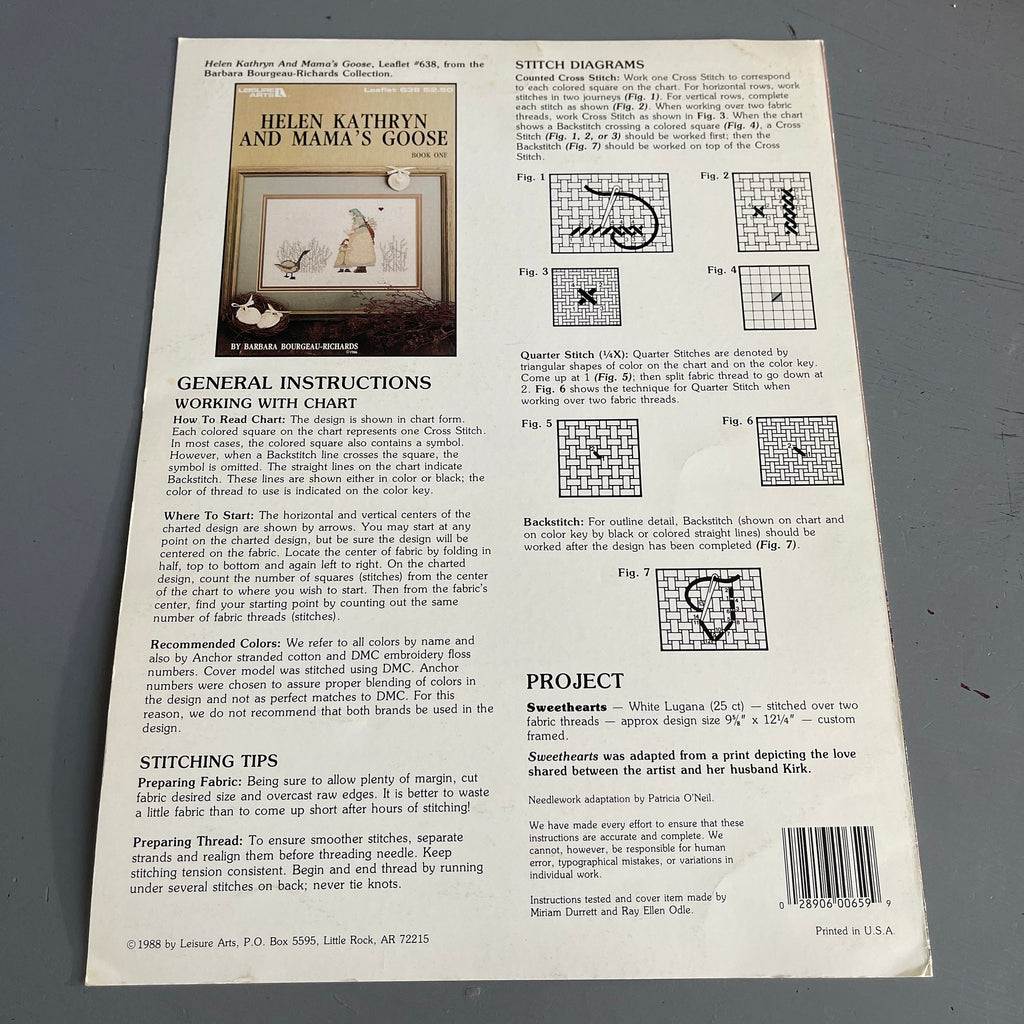 Helen Kathryn And Mama's Goose, Leaflet #638, from the
Barbara Bourgeau-Richards Collection.
LEISURE
ARTS
Leaflet 638 $2.50
HELEN KATHRYN
AND MAMA'S GOOSE
BOOK ONE
BY BARBARA BOURGEAU-RICHARDS
©1986
GENERAL INSTRUCTIONS
WORKING WITH CHART
How To Read Chart: The design is shown in chart form.
Each colored square on the chart represents one Cross Stitch.
In most cases, the colored square also contains a symbol.
However, when a Backstitch line crosses the square, the
symbol is omitted. The straight lines on the chart indicate
Backstitch. These lines are shown either in color or black; the
color of thread to use is indicated on the color key.
Where To Start: The horizontal and vertical centers of the
charted design are shown by arrows. You may start at any
point on the charted design, but be sure the design will be
centered on the fabric. Locate the center of fabric by folding in
half, top to bottom and again left to right. On the charted
design, count the number of squares (stitches) from the center
of the chart to where you wish to start. Then from the fabric's
center, find your starting point by counting out the same
number of fabric threads (stitches).
Recommended Colors: We refer to all colors by name and
also by Anchor stranded cotton and DMC embroidery floss
numbers. Cover model was stitched using DMC. Anchor
numbers were chosen to assure proper blending of colors in
the design and not as perfect matches to DMC. For this
reason, we do not recommend that both brands be used in the
design.
STITCHING TIPS
Preparing Fabric: Being sure to allow plenty of margin, cut
fabric desired size and overcast raw edges. It is better to waste
a little fabric than to come up short after hours of stitching!
Preparing Thread: To ensure smoother stitches, separate
strands and realign them before threading needle. Keep
stitching tension consistent. Begin and end thread by running
under several stitches on back; never tie knots.
©1988 by Leisure Arts, P.O. Box 5595, Little Rock, AR 72215
STITCH DIAGRAMS
Counted Cross Stitch: Work one Cross Stitch to correspond
to each colored square on the chart. For horizontal rows, work
stitches in two journeys (Fig. 1). For vertical rows, complete
each stitch as shown (Fig. 2). When working over two fabric
threads, work Cross Stitch as shown in Fig. 3. When the chart
shows a Backstitch crossing a colored square (Fig. 4), a Cross
Stitch (Fig. 1, 2, or 3) should be worked first; then the
Backstitch (Fig. 7) should be worked on top of the Cross
Stitch.
Fig. 1
Fig. 2
Fig. 3
Fig. 4
Quarter Stitch (¼X): Quarter Stitches are denoted by
triangular shapes of color on the chart and on the color key.
Come up at 1 (Fig. 5); then split fabric thread to go down at
2. Fig. 6 shows the technique for Quarter Stitch when
working over two fabric threads.
Fig. 5
Fig. 6
Backstitch: For outline detail, Backstitch (shown on chart and
on color key by black or colored straight lines) should be
worked after the design has been completed (Fig. 7).
Fig. 7
PROJECT
Sweethearts — White Lugana (25 ct) — stitched over two
fabric threads — approx design size 9⅝" x 12¼" — custom
framed.
Sweethearts was adapted from a print depicting the love
shared between the artist and her husband Kirk.
Needlework adaptation by Patricia O'Neil.
We have made every effort to ensure that these
instructions are accurate and complete. We
cannot, however, be responsible for human
error, typographical mistakes, or variations in
individual work.
Instructions tested and cover item made by
Miriam Durrett and Ray Ellen Odle.
0 28906 00659 9
Printed in U.S.A.